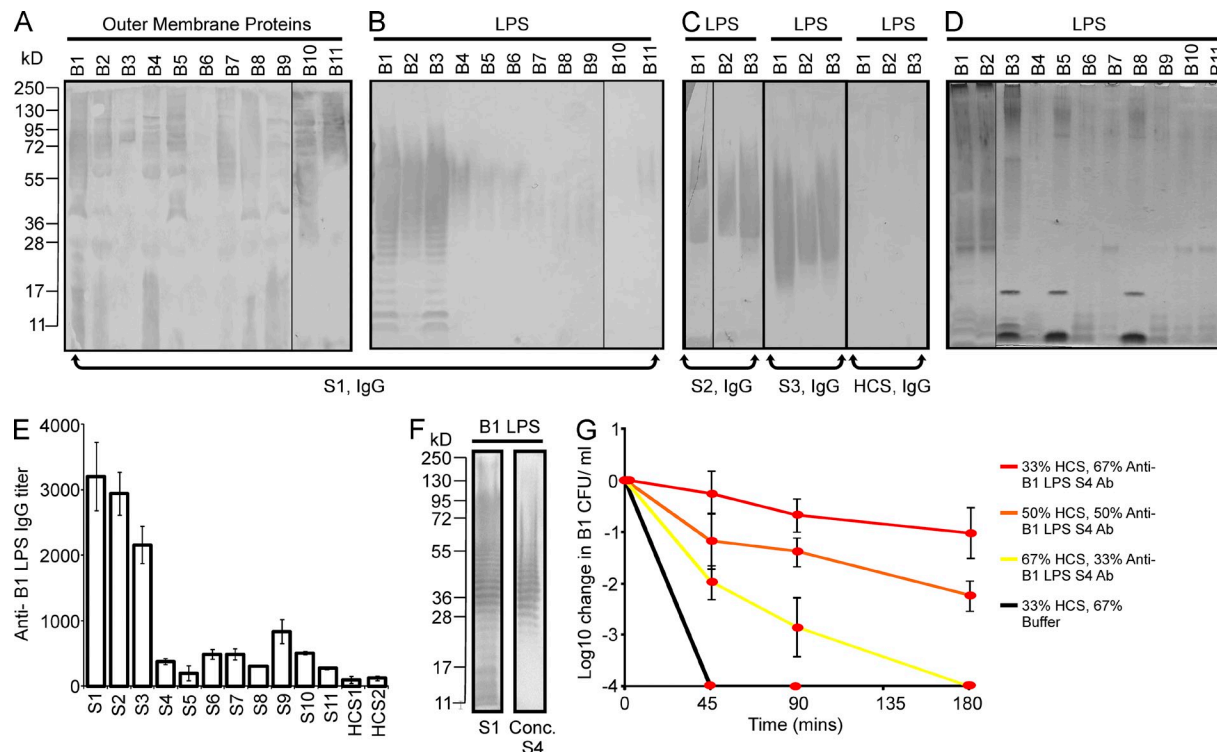 A Outer Membrane Proteins
kD B1 B2 B3 B4 B5 B6 B7 B8 B9 B10 B11
250
130
95
72
55
36
28
17
11
B LPS
B1 B2 B3 B4 B5 B6 B7 B8 B9 B10 B11
S1, IgG
C LPS LPS LPS
B1 B2 B3 B1 B2 B3 B1 B2 B3
S2, IgG S3, IgG HCS, IgG
D LPS
B1 B2 B3 B4 B5 B6 B7 B8 B9 B10 B11
E
Anti- B1 LPS IgG titer
4000
3000
2000
1000
0
S1 S2 S3 S4 S5 S6 S7 S8 S9 S10 S11 HCS1 HCS2
F B1 LPS
kD
250
130
95
72
55
36
28
17
11
S1 Conc.
S4
G
Log10 change in B1 CFU/ ml
0
-1
-2
-3
-4
0 45 90 135 180
Time (mins)
33% HCS, 67% Anti-
B1 LPS S4 Ab
50% HCS, 50% Anti-
B1 LPS S4 Ab
67% HCS, 33% Anti-
B1 LPS S4 Ab
33% HCS, 67%
Buffer